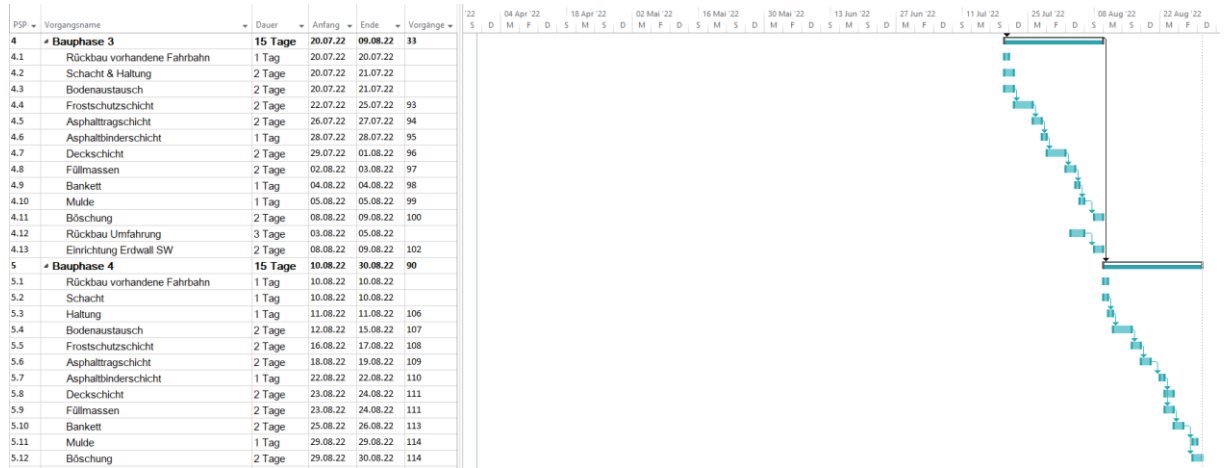 '22 04 Apr '22 18 Apr '22 02 Mai '22 16 Mai '22 30 Mai '22 13 Jun '22 27 Jun '22 11 Jul '22 25 Jul '22 08 Aug '22 22 Aug '22
PSP Vorgangsname Dauer Anfang Ende Vorgänge S D M F D S S M D F S D M F D S S M D F S D M F D S S M D F S D M F D S S M D F S D M F D S S M D F S D M F D
4 Bauphase 3 15 Tage 20.07.22 09.08.22 33
4.1 Rückbau vorhandene Fahrbahn 1 Tag 20.07.22 20.07.22
4.2 Schacht & Haltung 2 Tage 20.07.22 21.07.22
4.3 Bodenaustausch 2 Tage 20.07.22 21.07.22
4.4 Frostschutzschicht 2 Tage 22.07.22 25.07.22 93
4.5 Asphalttragschicht 2 Tage 26.07.22 27.07.22 94
4.6 Asphaltbinderschicht 1 Tag 28.07.22 28.07.22 95
4.7 Deckschicht 2 Tage 29.07.22 01.08.22 96
4.8 Füllmassen 2 Tage 02.08.22 03.08.22 97
4.9 Bankett 1 Tag 04.08.22 04.08.22 98
4.10 Mulde 1 Tag 05.08.22 05.08.22 99
4.11 Böschung 2 Tage 08.08.22 09.08.22 100
4.12 Rückbau Umfahrung 3 Tage 03.08.22 05.08.22
4.13 Einrichtung Erdwall SW 2 Tage 08.08.22 09.08.22 102
5 Bauphase 4 15 Tage 10.08.22 30.08.22 90
5.1 Rückbau vorhandene Fahrbahn 1 Tag 10.08.22 10.08.22
5.2 Schacht 1 Tag 10.08.22 10.08.22
5.3 Haltung 1 Tag 11.08.22 11.08.22 106
5.4 Bodenaustausch 2 Tage 12.08.22 15.08.22 107
5.5 Frostschutzschicht 2 Tage 16.08.22 17.08.22 108
5.6 Asphalttragschicht 2 Tage 18.08.22 19.08.22 109
5.7 Asphaltbinderschicht 1 Tag 22.08.22 22.08.22 110
5.8 Deckschicht 2 Tage 23.08.22 24.08.22 111
5.9 Füllmassen 2 Tage 23.08.22 24.08.22 111
5.10 Bankett 2 Tage 25.08.22 26.08.22 113
5.11 Mulde 1 Tag 29.08.22 29.08.22 114
5.12 Böschung 2 Tage 29.08.22 30.08.22 114